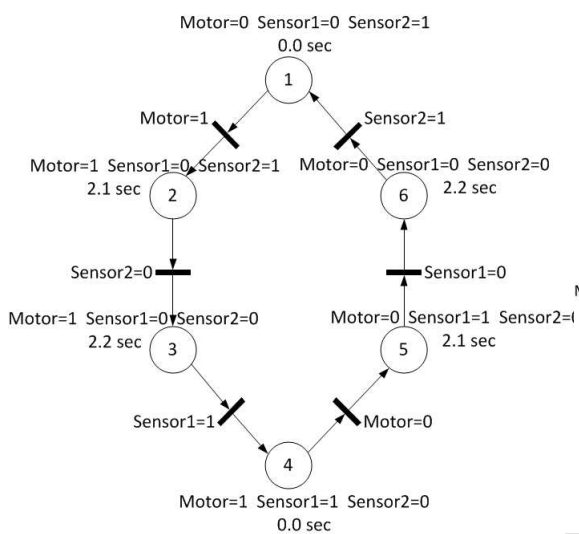 Motor=0 Sensor1=0 Sensor2=1
0.0 sec
1
Motor=1
Sensor2=1
Motor=1 Sensor1=0 Sensor2=1
2.1 sec
2
Motor=0 Sensor1=0 Sensor2=0
2.2 sec
6
Sensor2=0
Sensor1=0
Motor=1 Sensor1=0 Sensor2=0
2.2 sec
3
Motor=0 Sensor1=1 Sensor2=
2.1 sec
5
Sensor1=1
Motor=0
4
Motor=1 Sensor1=1 Sensor2=0
0.0 sec